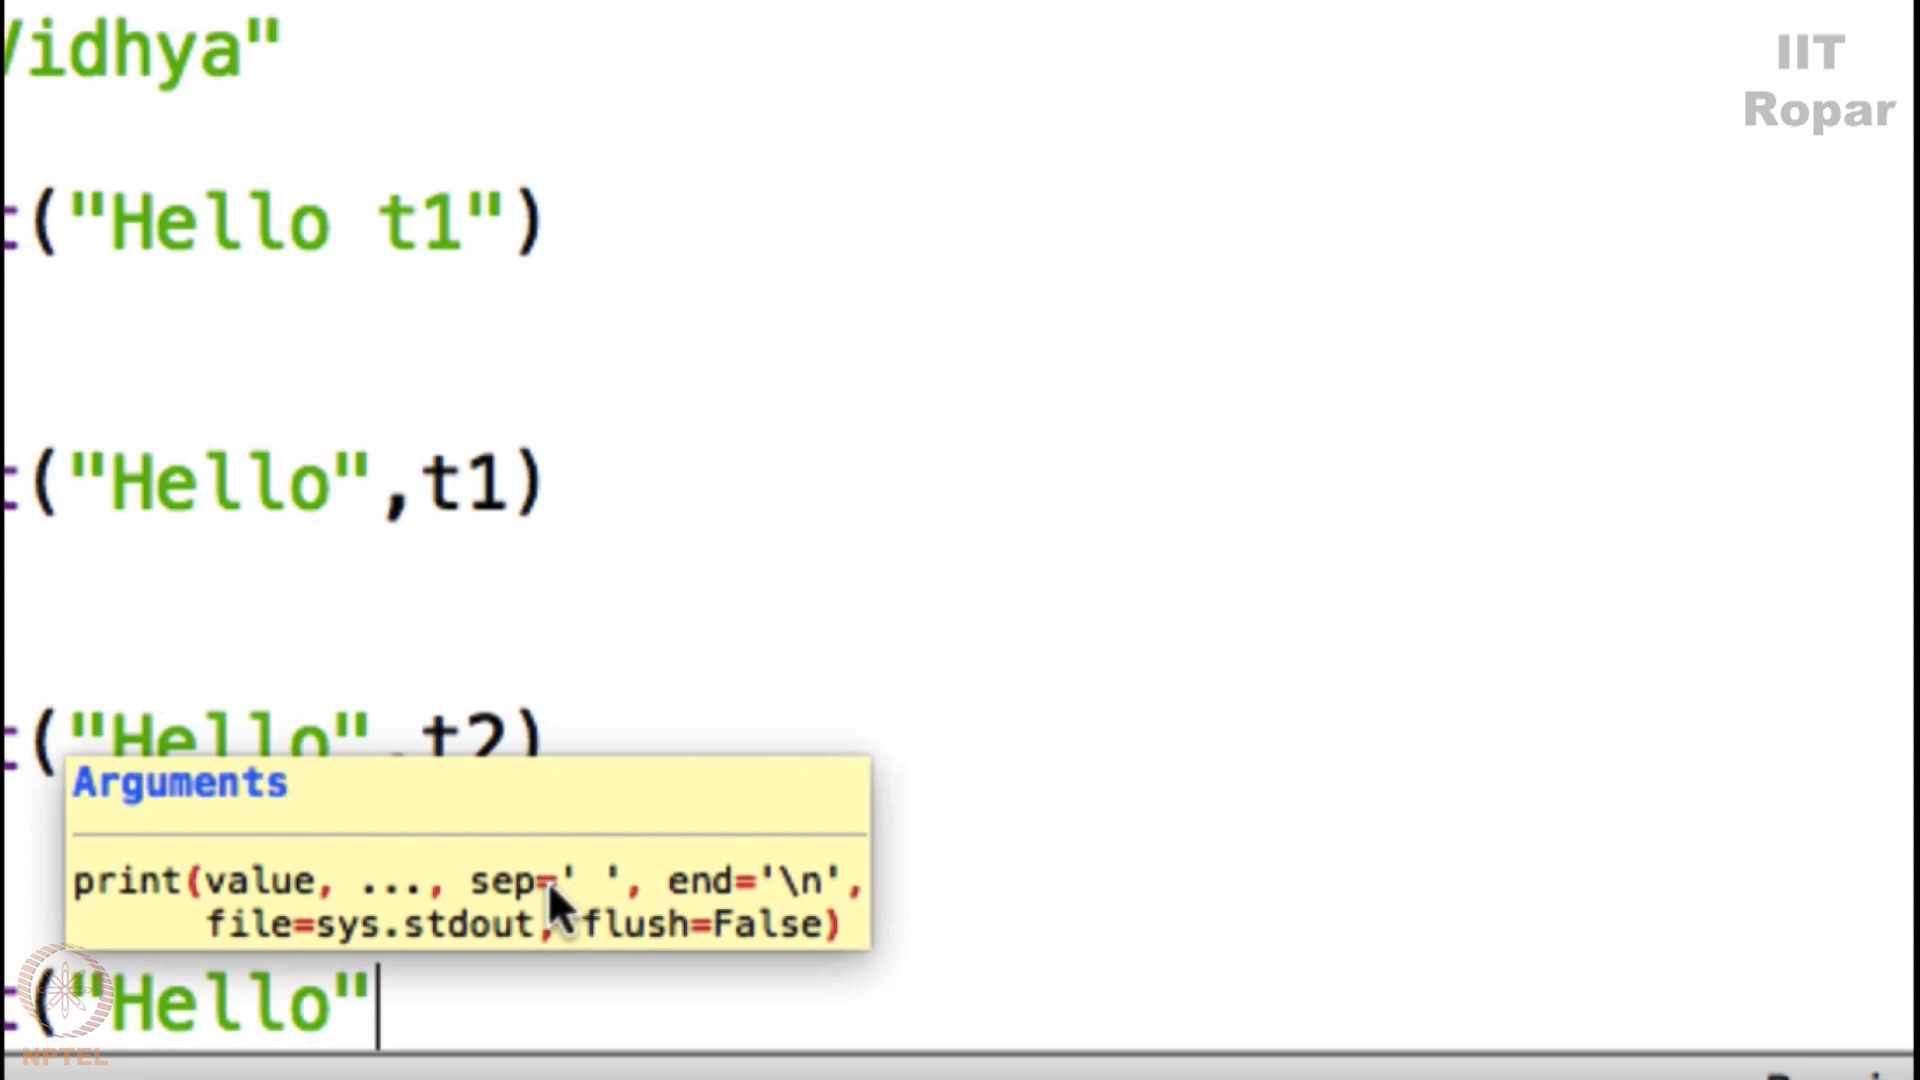 Vidhya"
IIT
Ropar
t("Hello t1")
t("Hello",t1)
t("Hello",t2)
Arguments
print(value, ..., sep=' ', end='\n',
file=sys.stdout, flush=False)
t("Hello"
NPTEL